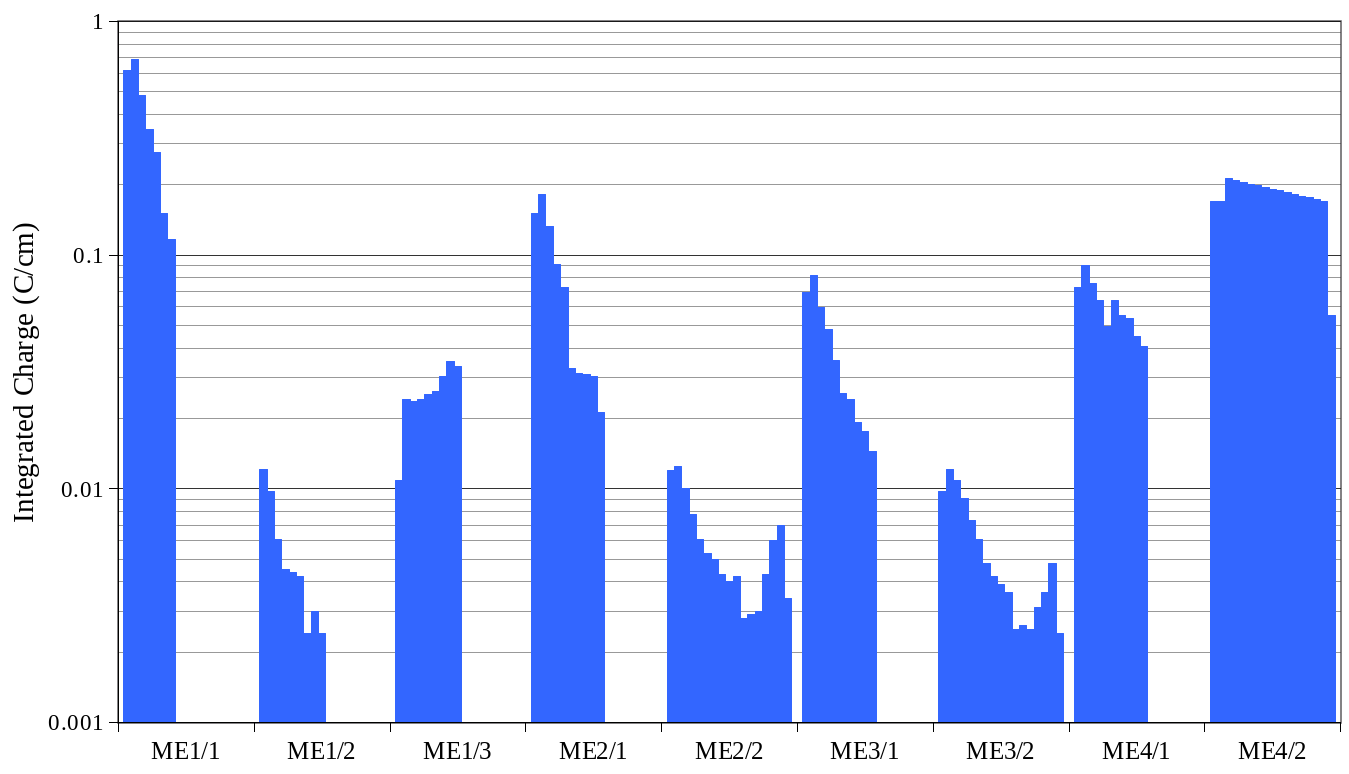 1
0.1
0.01
0.001
Integrated Charge (C/cm)
ME1/1 ME1/2 ME1/3 ME2/1 ME2/2 ME3/1 ME3/2 ME4/1 ME4/2